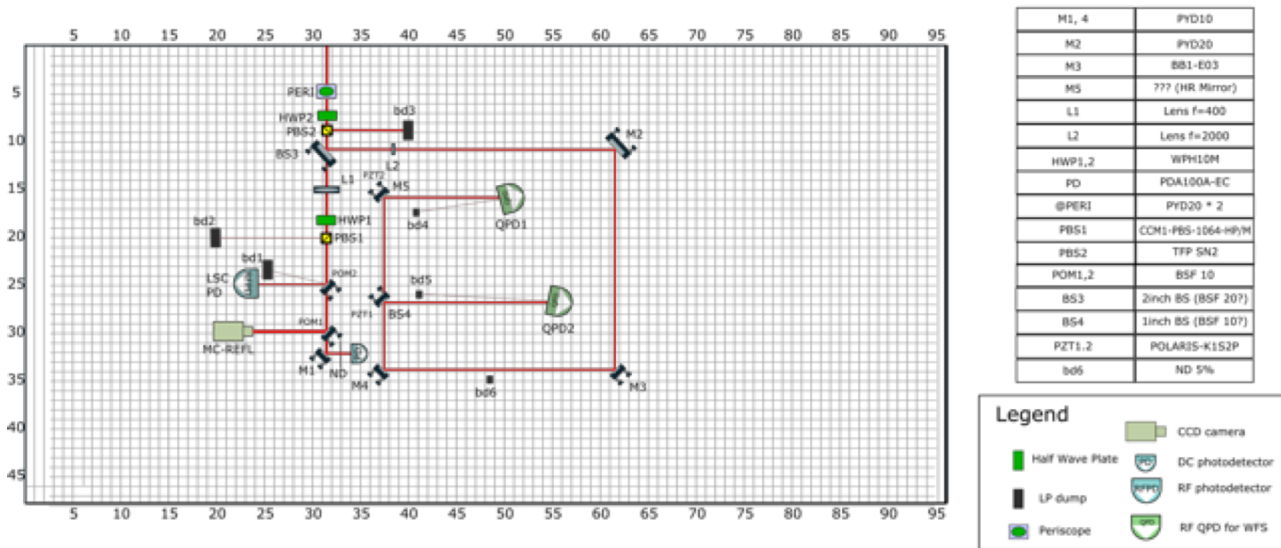 5 10 15 20 25 30 35 40 45 50 55 60 65 70 75 80 85 90 95
5
10
15
20
25
30
35
40
45
PERI
HWP2
PBS2
bd3
BS3
L2
M2
L1
PZT2
M5
HWP1
bd2
PBS1
bd4
QPD1
bd1
LSC
PD
POM2
bd5
PZT1
BS4
QPD2
POM1
MC-REFL
M1
ND
M4
bd6
M3
5 10 15 20 25 30 35 40 45 50 55 60 65 70 75 80 85 90 95
M1, 4 PYD10
M2 PYD20
M3 BB1-E03
M5 ??? (HR Mirror)
L1 Lens f=400
L2 Lens f=2000
HWP1,2 WPH10M
PD PDA100A-EC
@PERI PYD20 * 2
PBS1 CCM1-PBS-1064-HP/M
PBS2 TFP SN2
POM1,2 BSF 10
BS3 2inch BS (BSF 20?)
BS4 1inch BS (BSF 10?)
PZT1.2 POLARIS-K1S2P
bd6 ND 5%
Legend
CCD camera
Half Wave Plate
PD
DC photodetector
LP dump
RFPD
RF photodetector
Periscope
QPD
RF QPD for WFS